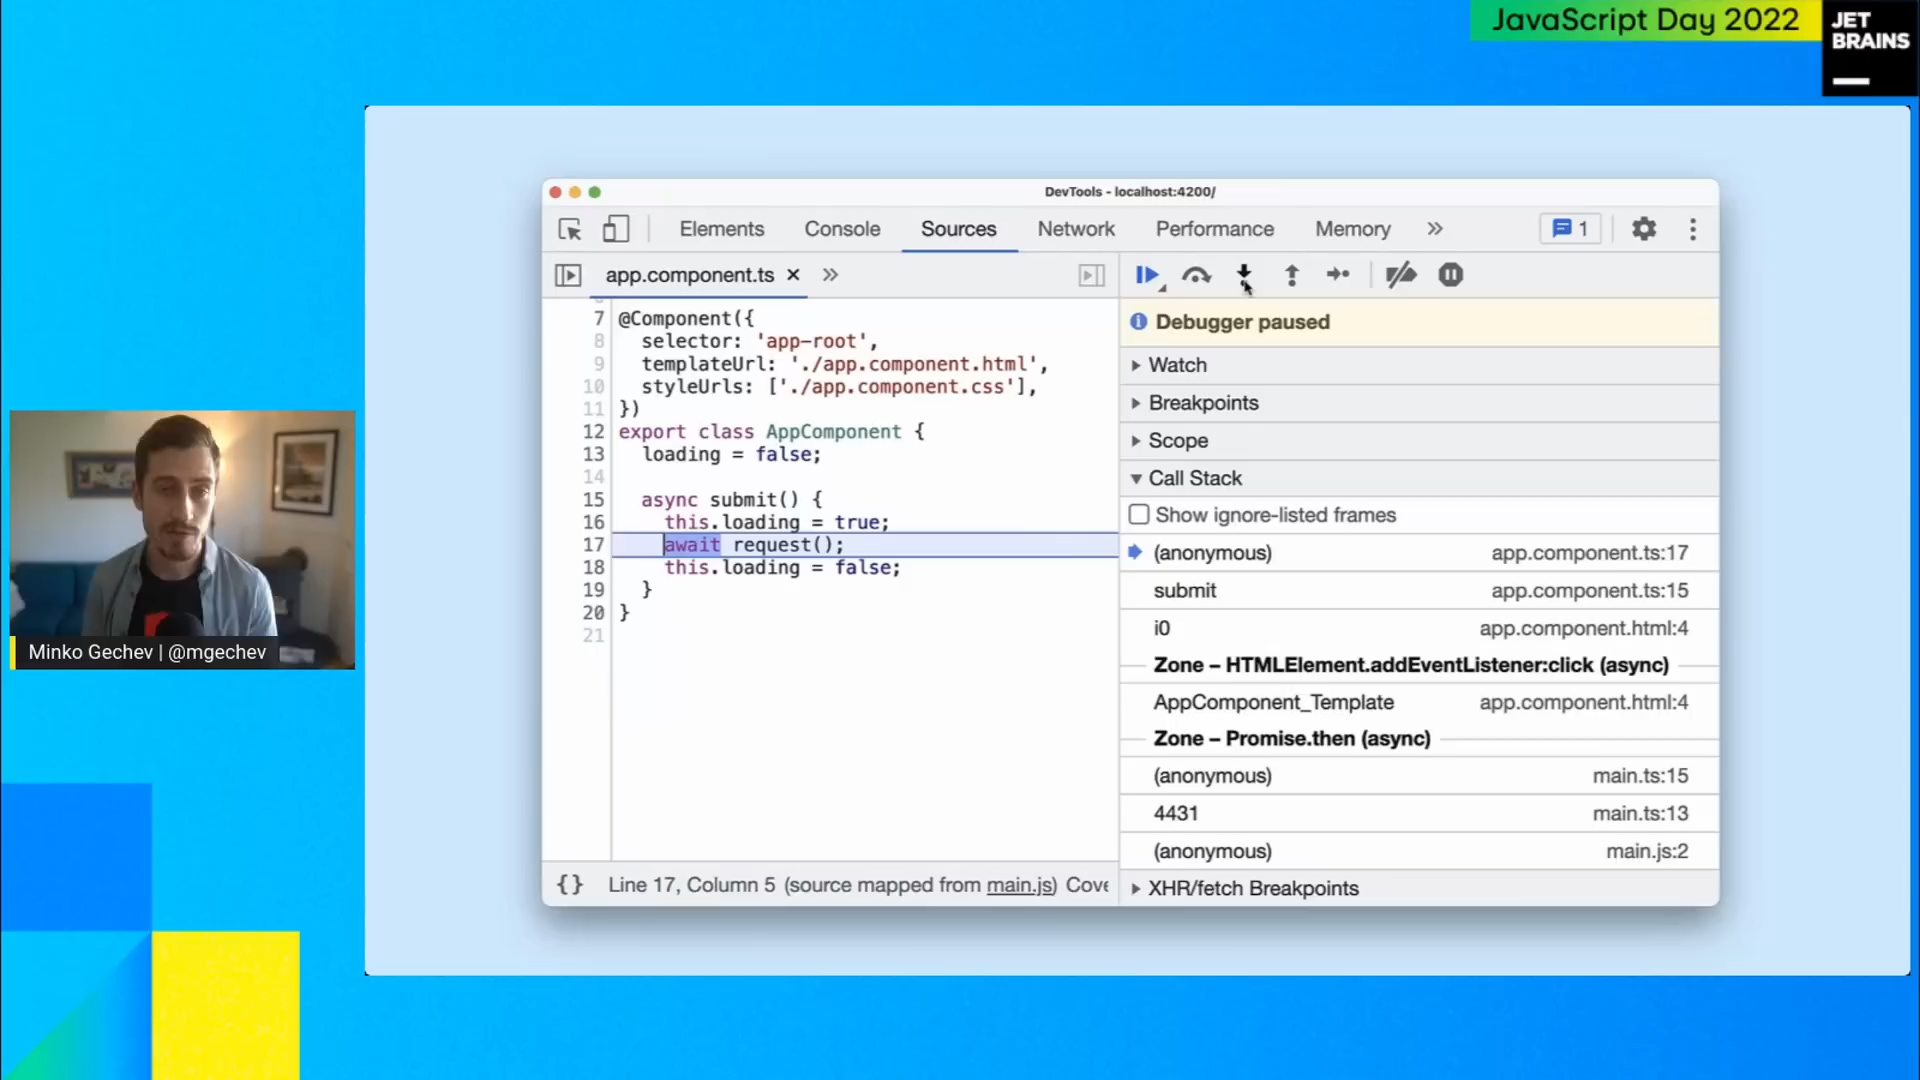 JavaScript Day 2022
JET
BRAINS
DevTools - localhost:4200/
Elements
Console
Sources
Network
Performance
Memory
»
1
app.component.ts ×
»
Debugger paused
7 @Component({
8 selector: 'app-root',
9 templateUrl: './app.component.html',
10 styleUrls: ['./app.component.css'],
11 })
12 export class AppComponent {
13 loading = false;
14
15 async submit() {
16 this.loading = true;
17 await request();
18 this.loading = false;
19 }
20 }
21
Watch
Breakpoints
Scope
Call Stack
Show ignore-listed frames
(anonymous) app.component.ts:17
submit app.component.ts:15
i0 app.component.html:4
Zone – HTMLElement.addEventListener:click (async)
AppComponent_Template app.component.html:4
Zone – Promise.then (async)
(anonymous) main.ts:15
4431 main.ts:13
(anonymous) main.js:2
XHR/fetch Breakpoints
{} Line 17, Column 5 (source mapped from main.js) Cove
Minko Gechev | @mgechev